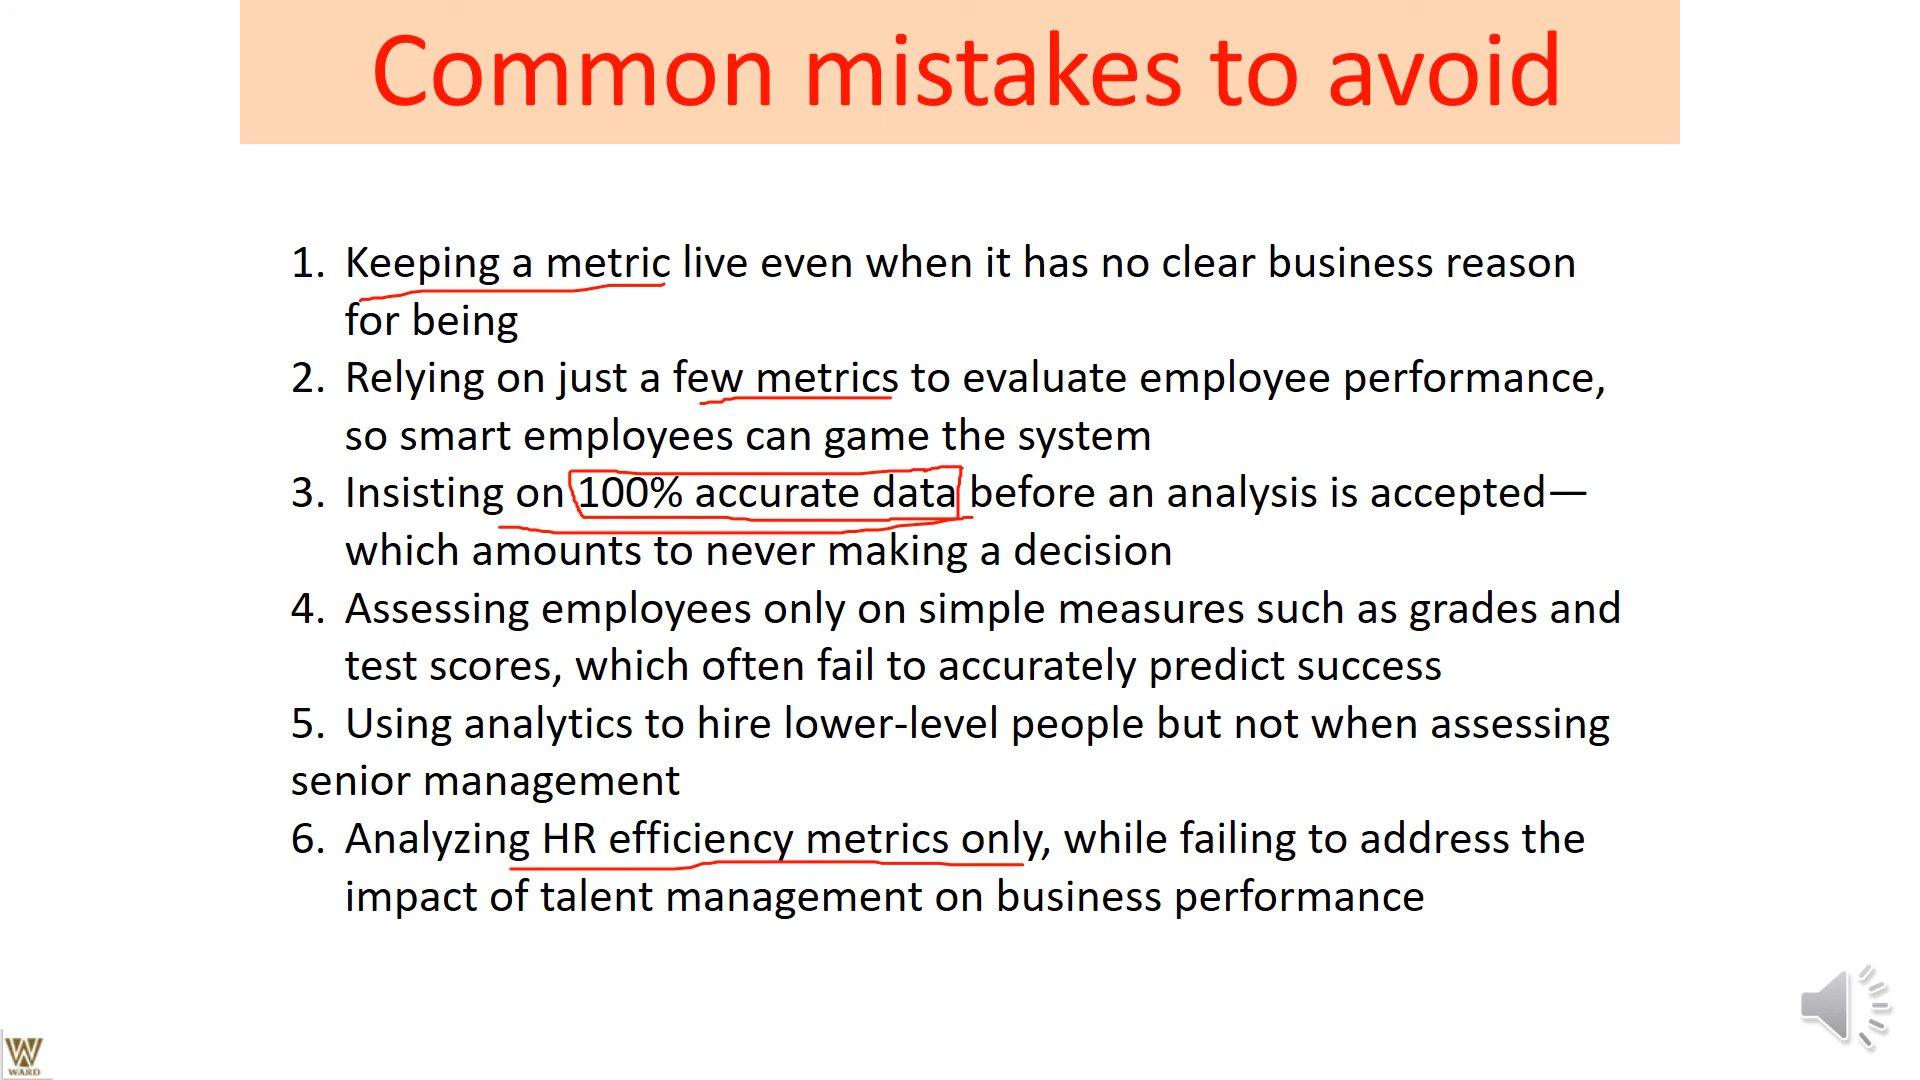 Common mistakes to avoid
1. Keeping a metric live even when it has no clear business reason
for being
2. Relying on just a few metrics to evaluate employee performance,
so smart employees can game the system
3. Insisting on 100% accurate data before an analysis is accepted—
which amounts to never making a decision
4. Assessing employees only on simple measures such as grades and
test scores, which often fail to accurately predict success
5. Using analytics to hire lower-level people but not when assessing
senior management
6. Analyzing HR efficiency metrics only, while failing to address the
impact of talent management on business performance
W
WARD